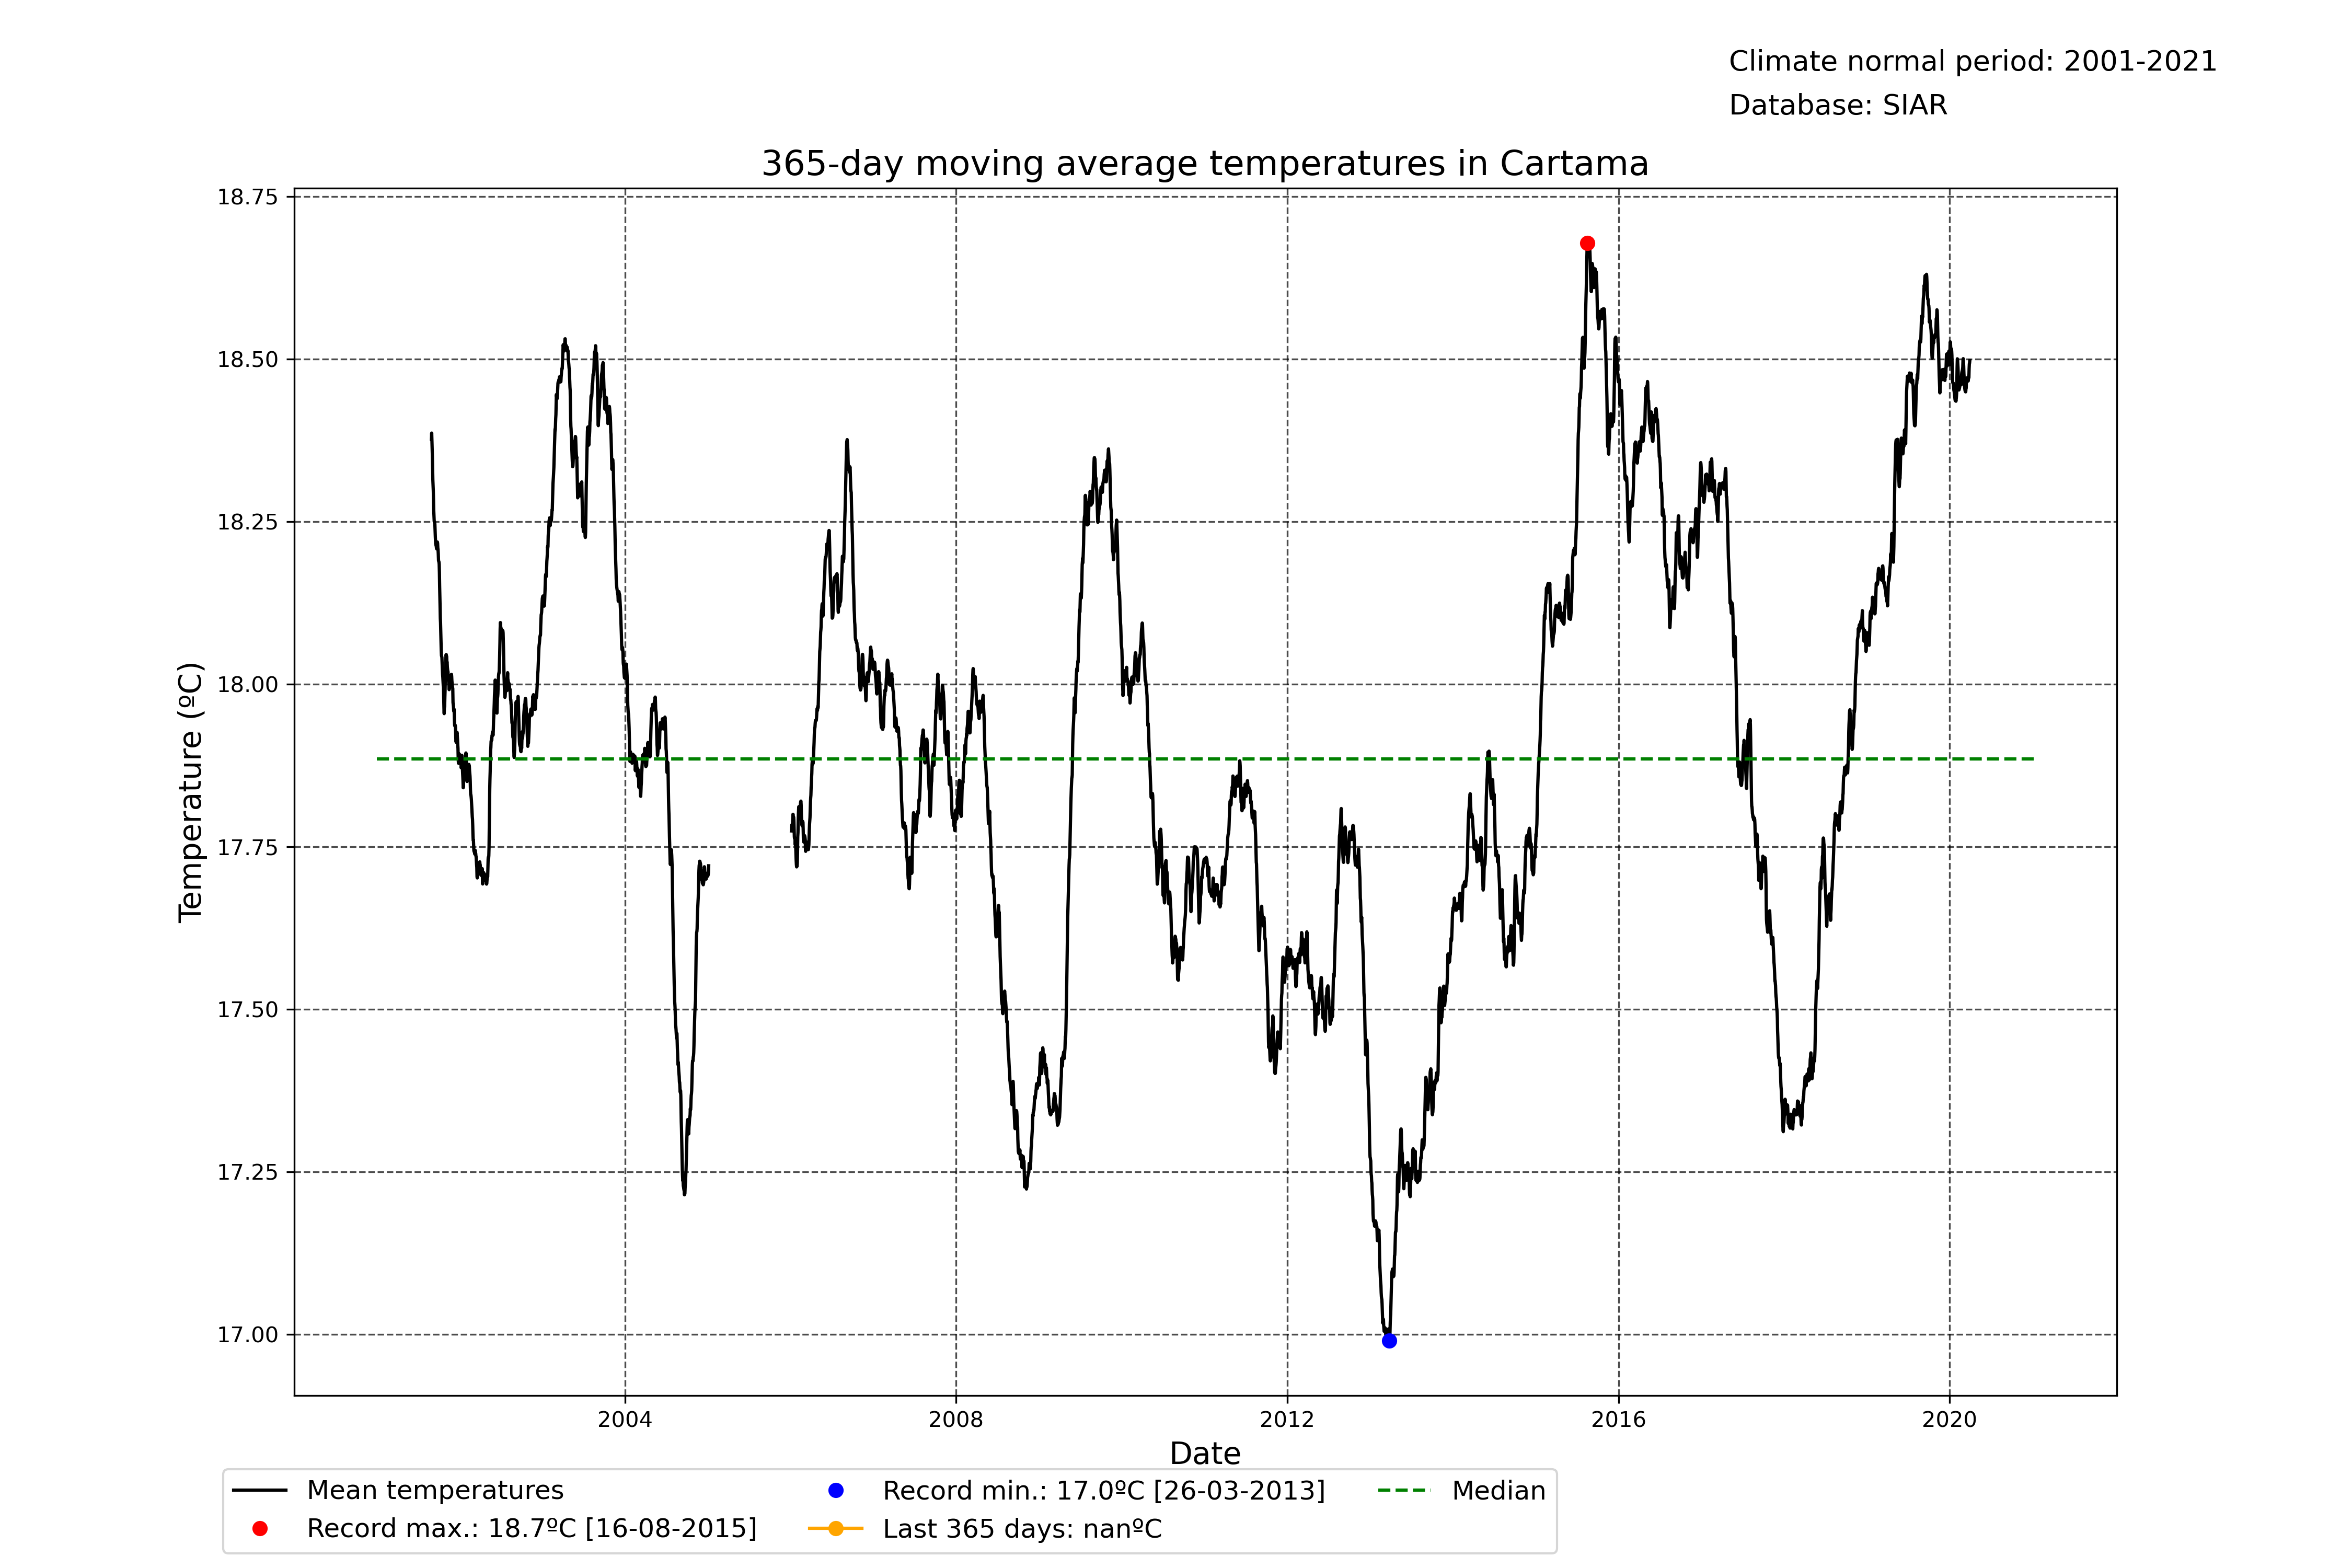 Climate normal period: 2001-2021
Database: SIAR
365-day moving average temperatures in Cartama
18.75
18.50
18.25
18.00
17.75
17.50
17.25
17.00
Temperature (ºC)
2004 2008 2012 2016 2020
Date
Mean temperatures
Record max.: 18.7ºC [16-08-2015]
Record min.: 17.0ºC [26-03-2013]
Last 365 days: nanºC
Median